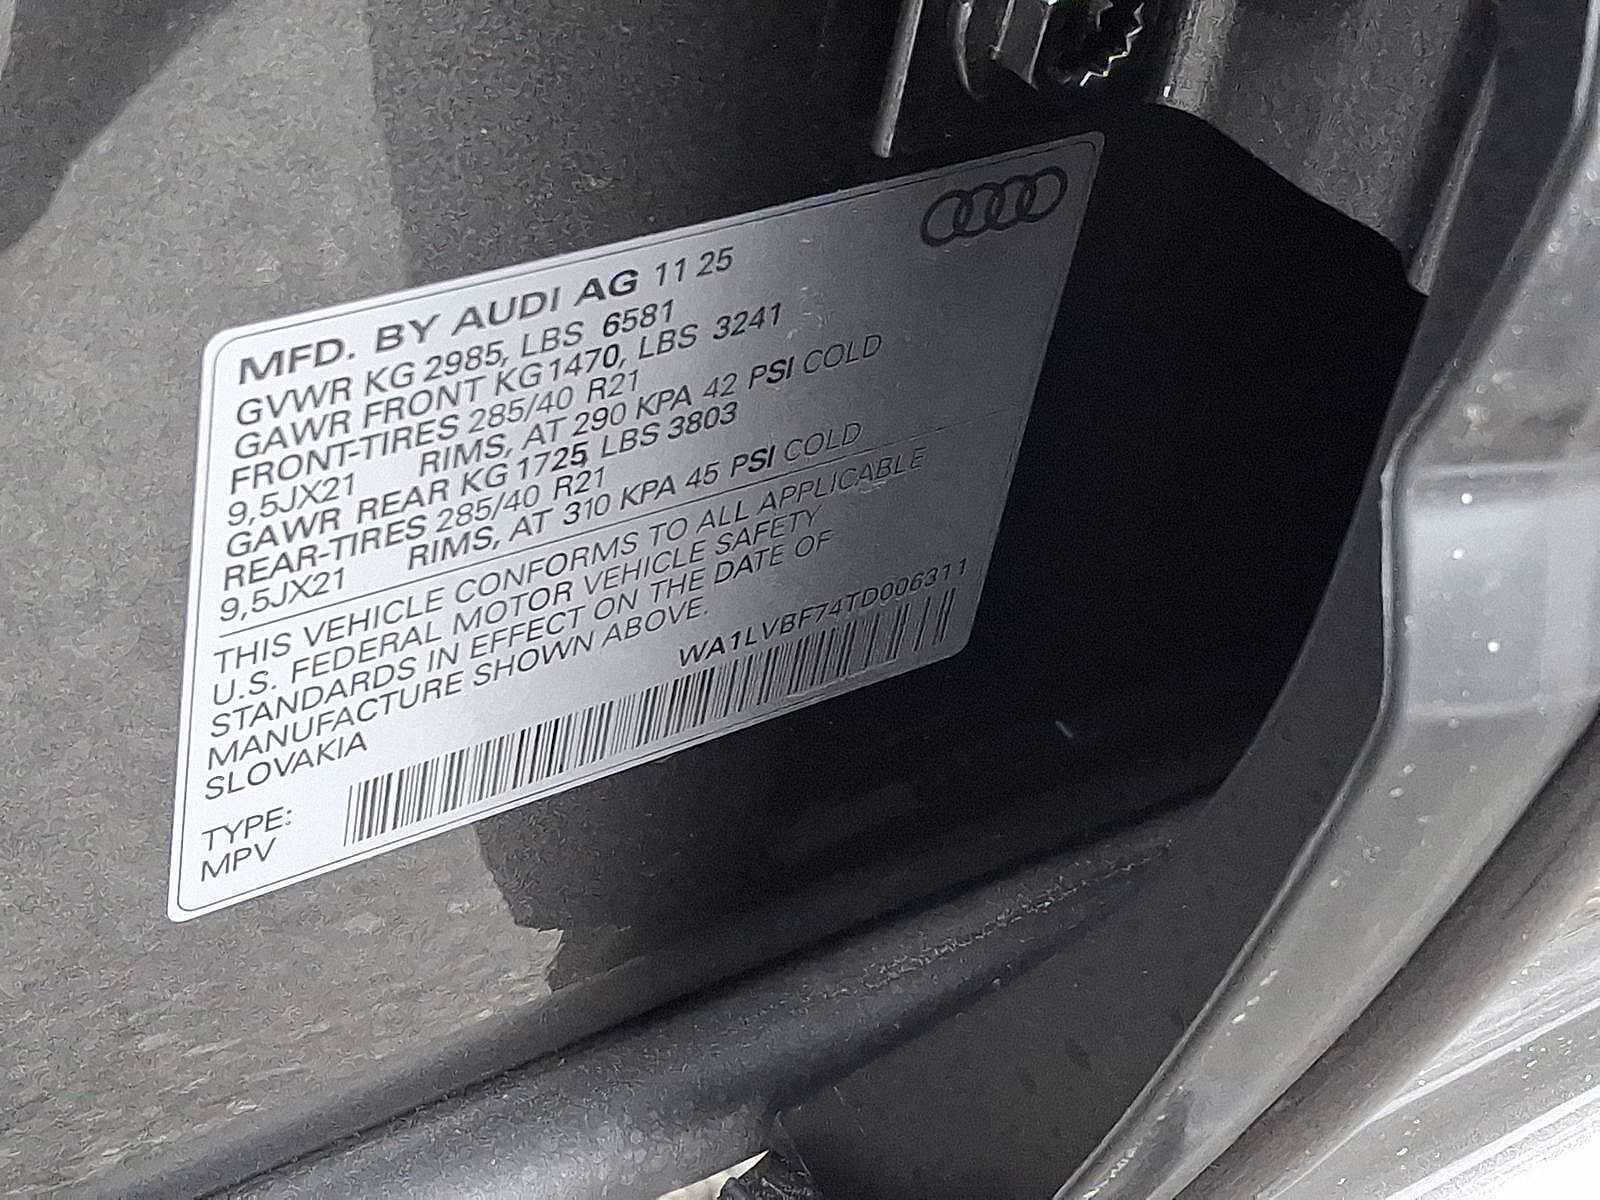 MFD. BY AUDI AG 11 25
GVWR KG 2985, LBS 6581
GAWR FRONT KG 1470, LBS 3241
FRONT-TIRES 285/40 R21
9,5JX21 RIMS, AT 290 KPA 42 PSI COLD
GAWR REAR KG 1725, LBS 3803
REAR-TIRES 285/40 R21
9,5JX21 RIMS, AT 310 KPA 45 PSI COLD
THIS VEHICLE CONFORMS TO ALL APPLICABLE
U.S. FEDERAL MOTOR VEHICLE SAFETY
STANDARDS IN EFFECT ON THE DATE OF
MANUFACTURE SHOWN ABOVE.
SLOVAKIA
WA1LVBF74TD006311
TYPE:
MPV